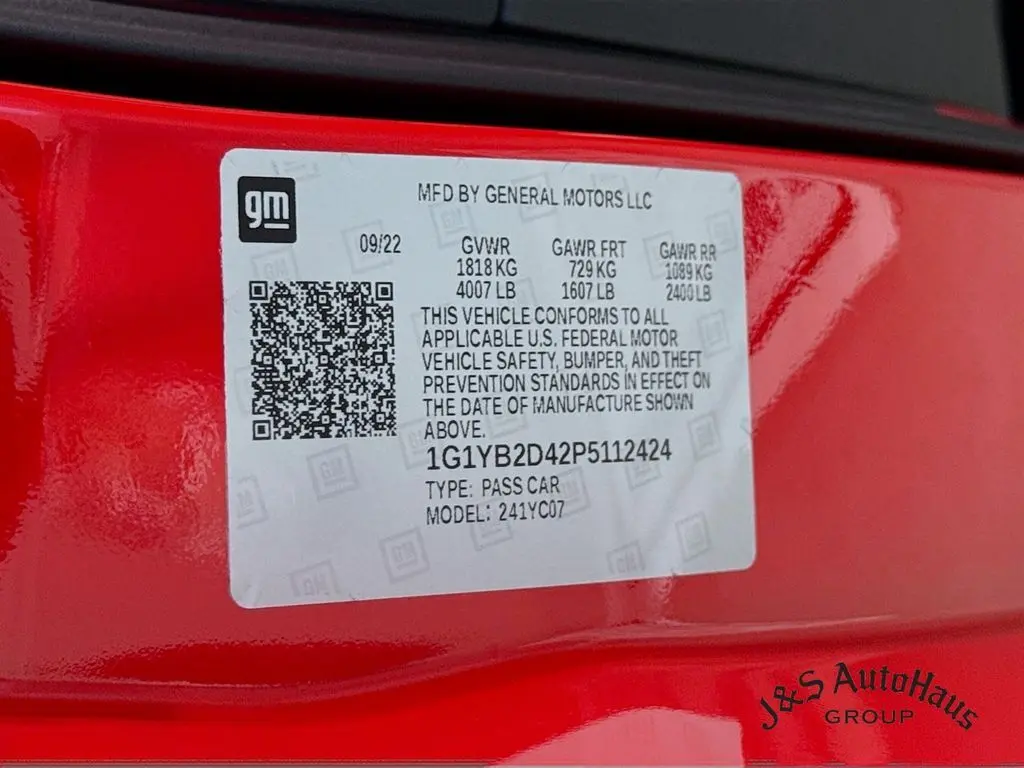 gm
MFD BY GENERAL MOTORS LLC
09/22 GVWR GAWR FRT GAWR RR
1818 KG 729 KG 1089 KG
4007 LB 1607 LB 2400 LB
THIS VEHICLE CONFORMS TO ALL
APPLICABLE U.S. FEDERAL MOTOR
VEHICLE SAFETY, BUMPER, AND THEFT
PREVENTION STANDARDS IN EFFECT ON
THE DATE OF MANUFACTURE SHOWN
ABOVE.
1G1YB2D42P5112424
TYPE: PASS CAR
MODEL: 241YC07
J&S AutoHaus
GROUP